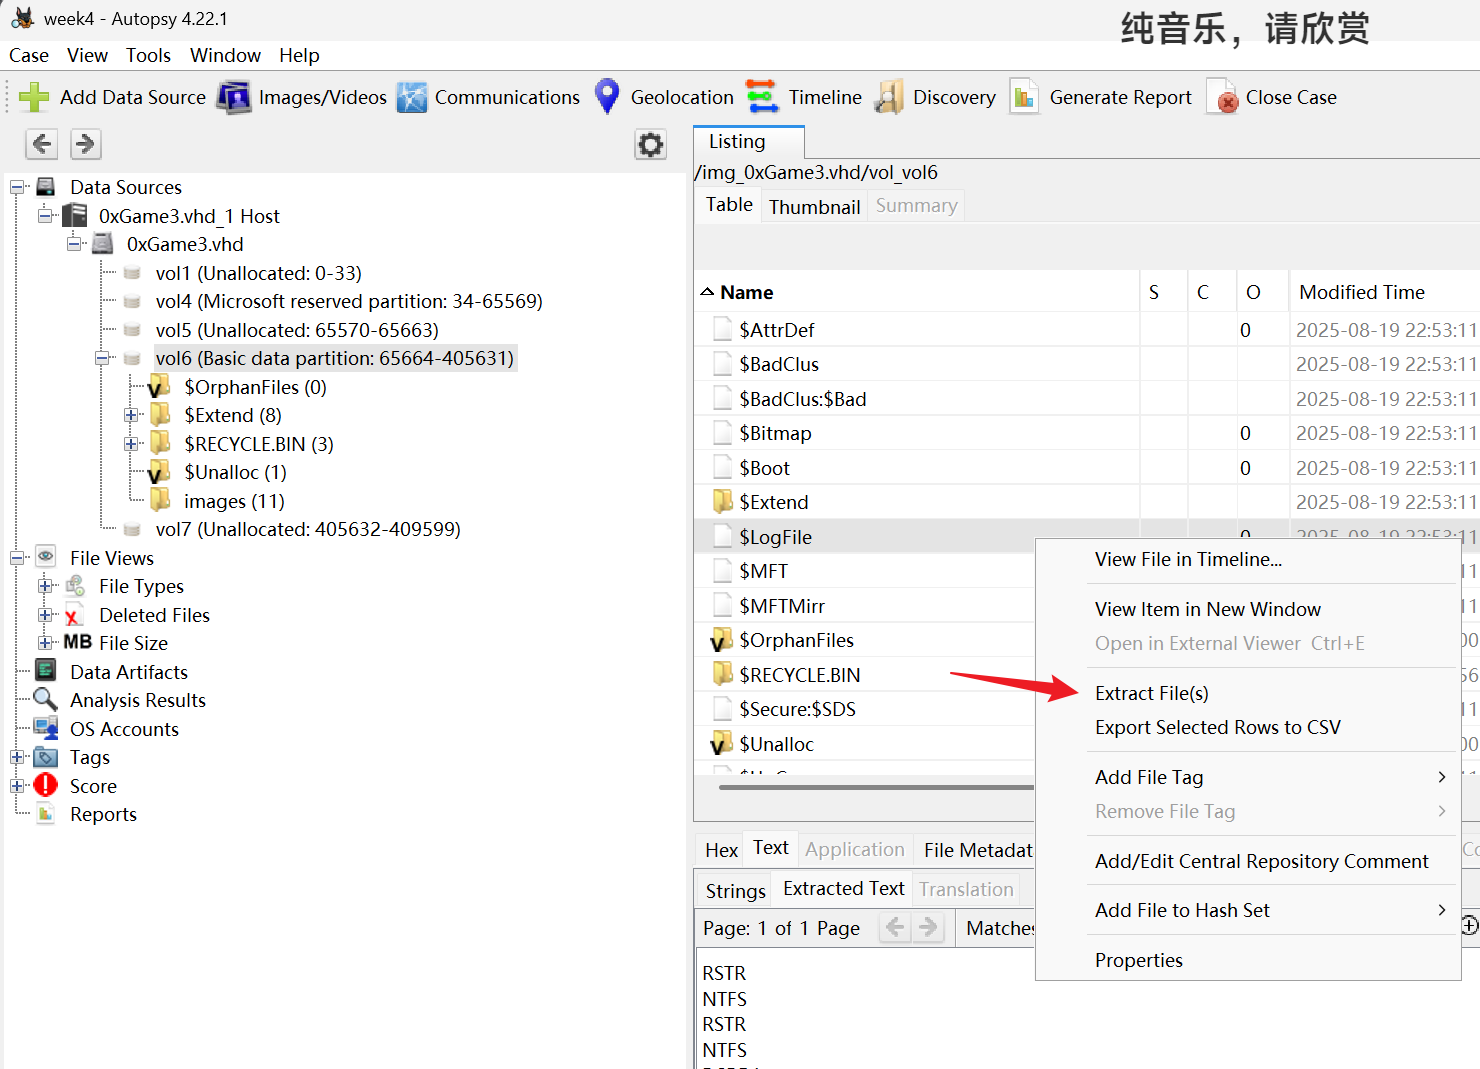 week4 - Autopsy 4.22.1
纯音乐，请欣赏
Case View Tools Window Help
Add Data Source Images/Videos Communications Geolocation Timeline Discovery Generate Report Close Case
Listing
/img_0xGame3.vhd/vol_vol6
Table Thumbnail Summary
Data Sources
0xGame3.vhd_1 Host
0xGame3.vhd
vol1 (Unallocated: 0-33)
vol4 (Microsoft reserved partition: 34-65569)
vol5 (Unallocated: 65570-65663)
vol6 (Basic data partition: 65664-405631)
$OrphanFiles (0)
$Extend (8)
$RECYCLE.BIN (3)
$Unalloc (1)
images (11)
vol7 (Unallocated: 405632-409599)
File Views
File Types
Deleted Files
MB File Size
Data Artifacts
Analysis Results
OS Accounts
Tags
Score
Reports
Name S C O Modified Time
$AttrDef 0 2025-08-19 22:53:11
$BadClus 2025-08-19 22:53:11
$BadClus:$Bad 2025-08-19 22:53:11
$Bitmap 0 2025-08-19 22:53:11
$Boot 0 2025-08-19 22:53:11
$Extend 2025-08-19 22:53:11
$LogFile 0 2025-08-19 22:53:11
$MFT 11
$MFTMirr 11
$OrphanFiles 00
$RECYCLE.BIN 56
$Secure:$SDS 11
$Unalloc 00
View File in Timeline...
View Item in New Window
Open in External Viewer Ctrl+E
Extract File(s)
Export Selected Rows to CSV
Add File Tag
Remove File Tag
Add/Edit Central Repository Comment
Add File to Hash Set
Properties
Hex Text Application File Metadat Co
Strings Extracted Text Translation
Page: 1 of 1 Page Matches
RSTR
NTFS
RSTR
NTFS